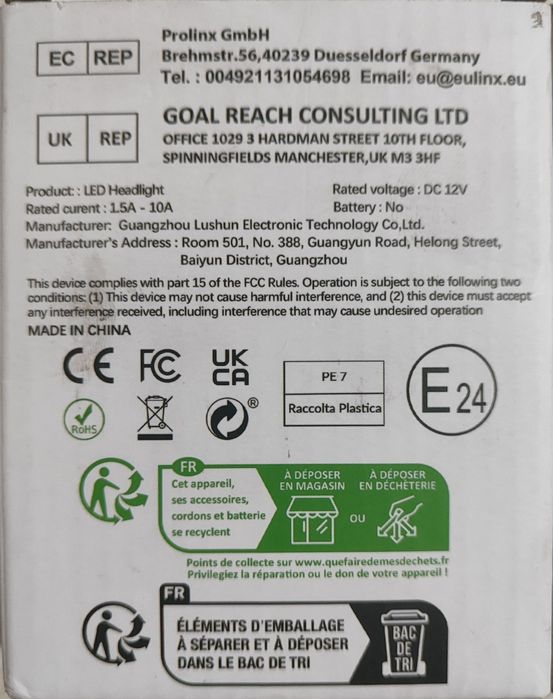 EC REP
Prolinx GmbH
Brehmstr.56,40239 Duesseldorf Germany
Tel. : 004921131054698 Email: eu@eulinx.eu
UK REP
GOAL REACH CONSULTING LTD
OFFICE 1029 3 HARDMAN STREET 10TH FLOOR,
SPINNINGFIELDS MANCHESTER,UK M3 3HF
Product: : LED Headlight
Rated voltage : DC 12V
Rated curent : 1.5A - 10A
Battery : No
Manufacturer: Guangzhou Lushun Electronic Technology Co,Ltd.
Manufacturer's Address : Room 501, No. 388, Guangyun Road, Helong Street,
Baiyun District, Guangzhou
This device complies with part 15 of the FCC Rules. Operation is subject to the following two
conditions: (1) This device may not cause harmful interference, and (2) this device must accept
any interference received, including interference that may cause undesired operation
MADE IN CHINA
CE
FC
UK
CA
PE 7
Raccolta Plastica
E 24
RoHS
®
FR
Cet appareil,
ses accessoires,
cordons et batterie
se recyclent
À DÉPOSER
EN MAGASIN
OU
À DÉPOSER
EN DÉCHÈTERIE
Points de collecte sur www.quefairedemesdechets.fr
Privilegiez la réparation ou le don de votre appareil !
FR
ÉLÉMENTS D'EMBALLAGE
À SÉPARER ET À DÉPOSER
DANS LE BAC DE TRI
BAC
DE
TRI